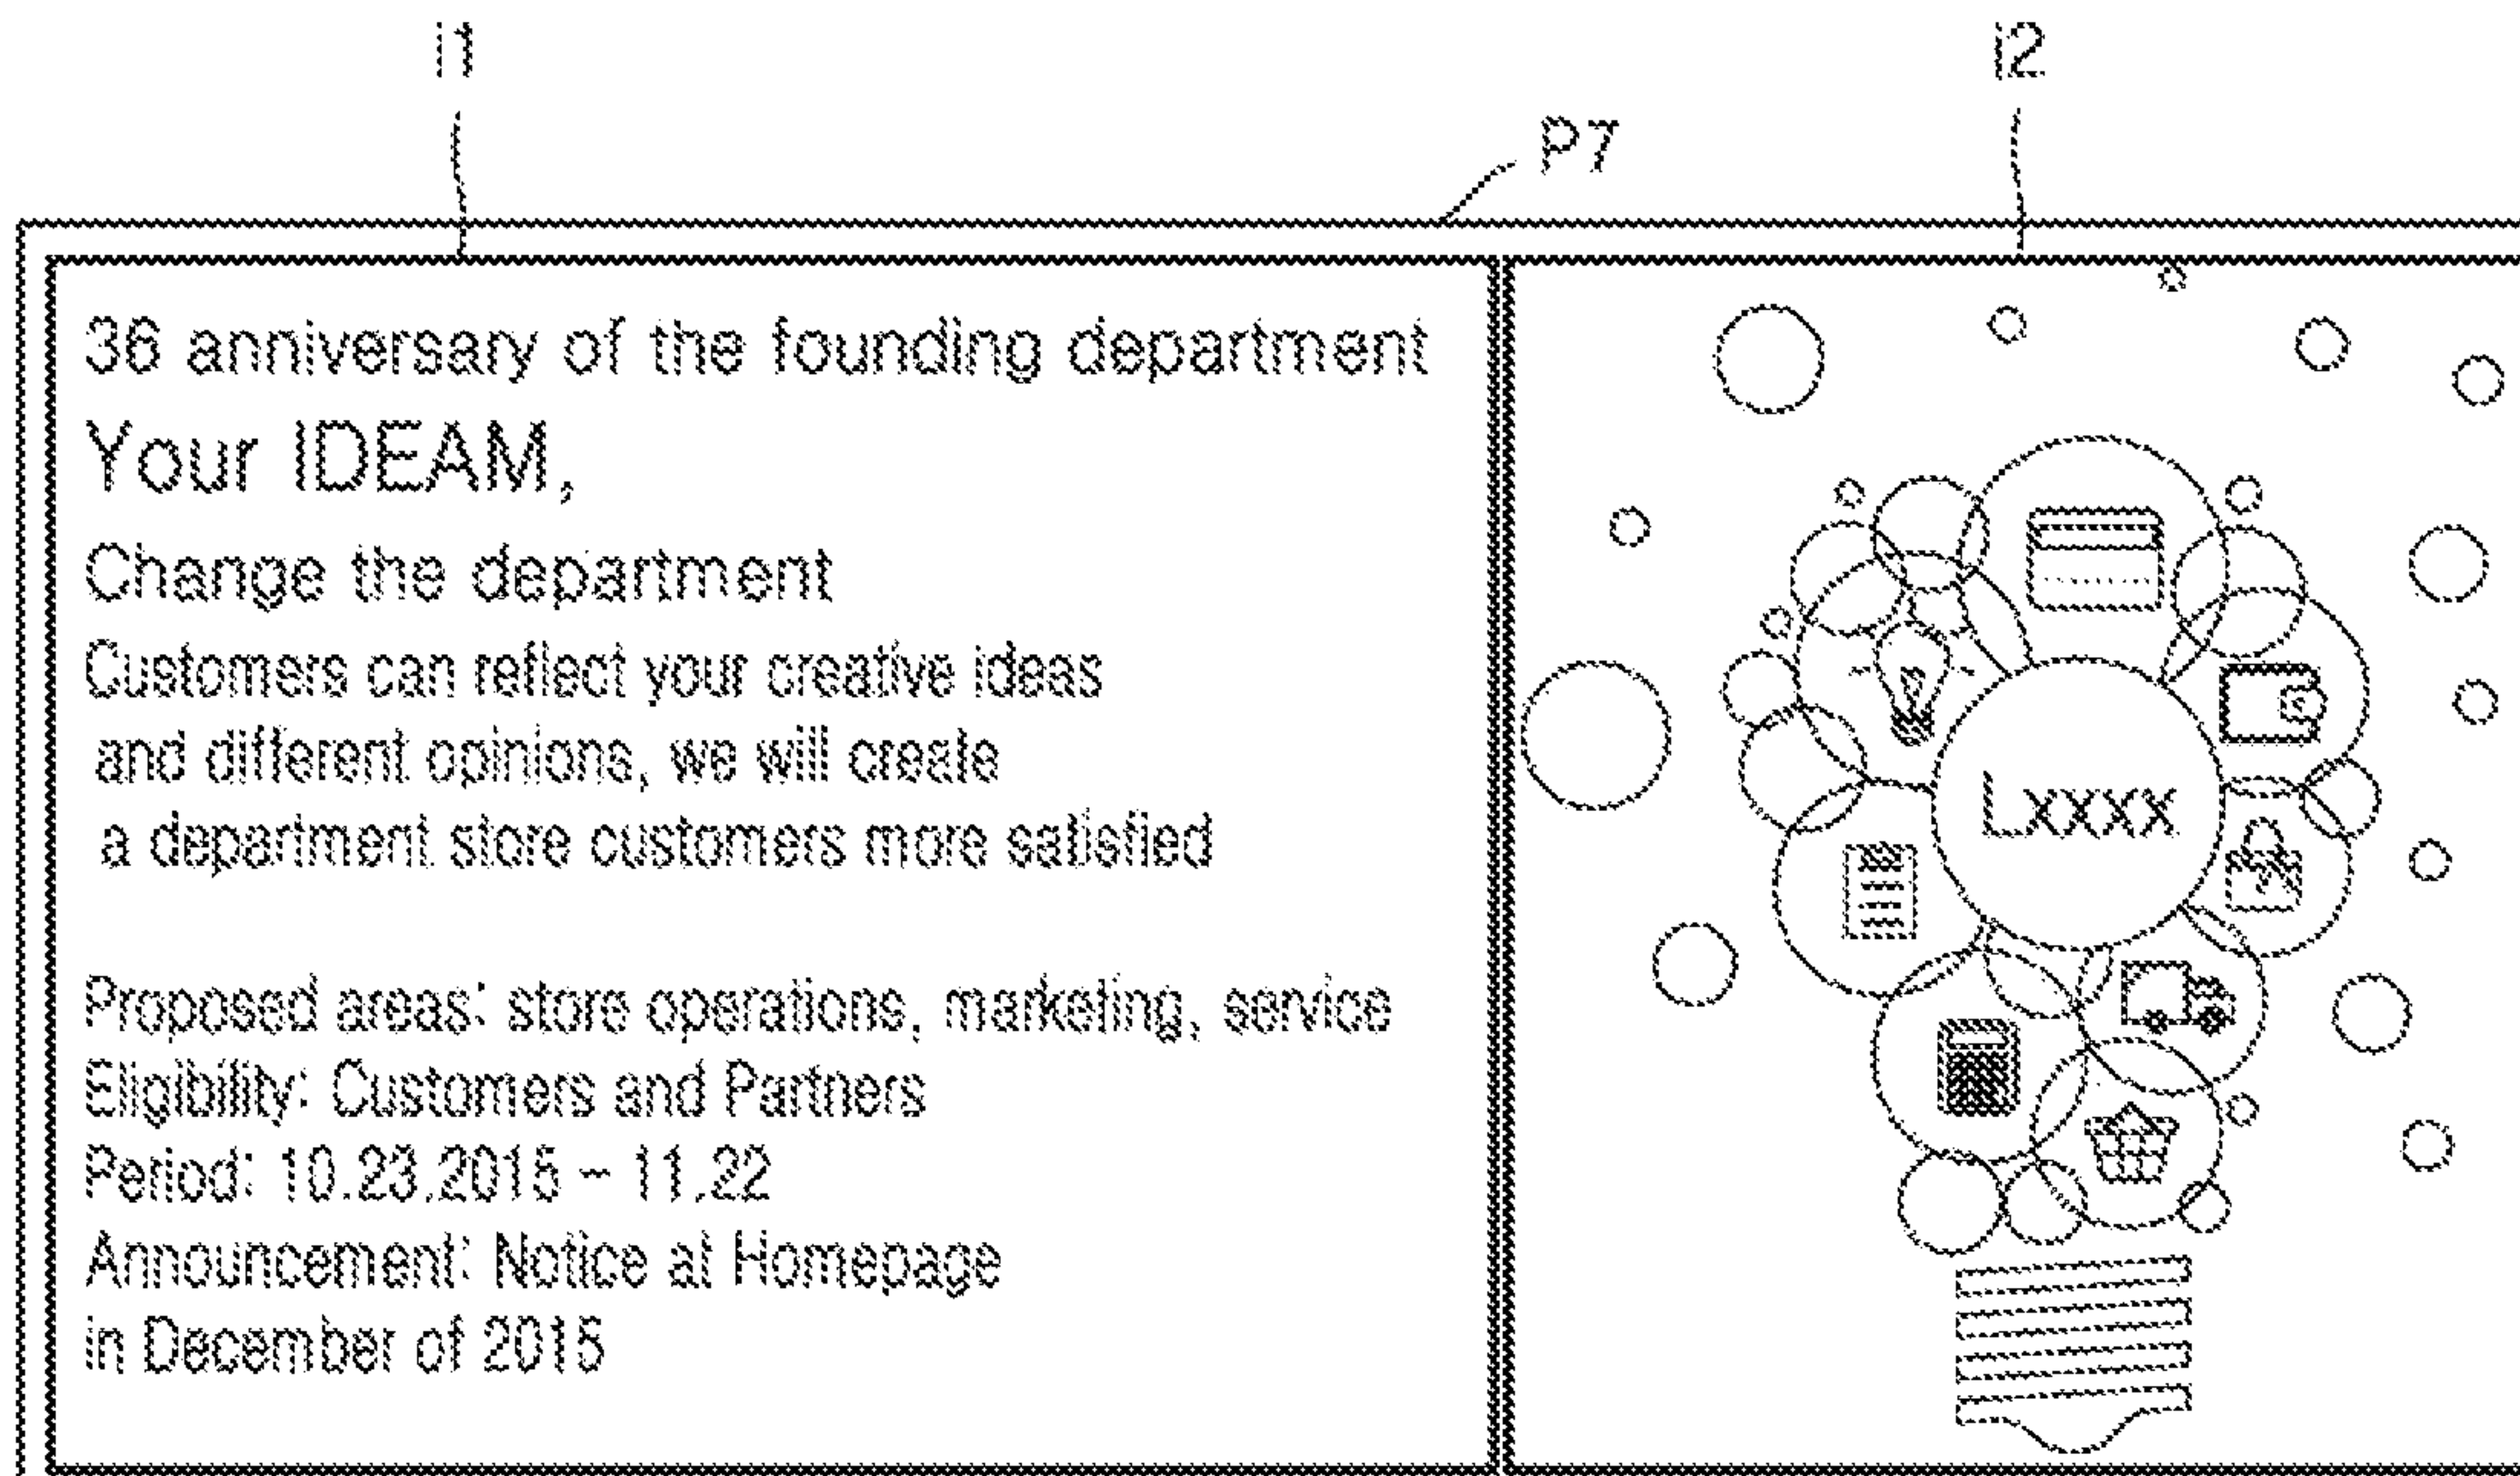 i1
i2
P7
36 anniversary of the founding department
Your IDEAM,
Change the department
Customers can reflect your creative ideas
and different opinions, we will create
a department store customers more satisfied
Proposed areas: store operations, marketing, service
Eligibility: Customers and Partners
Period: 10.23.2015 ~ 11.22
Announcement: Notice at Homepage
in December of 2015
Lxxxx